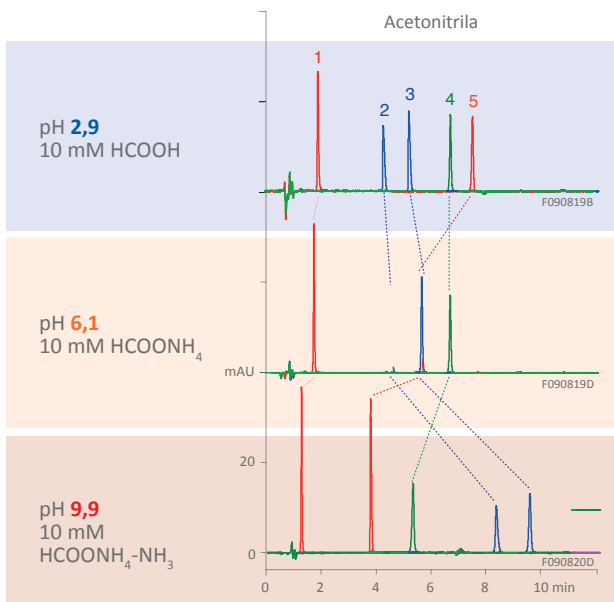 Acetonitrila
1
2
3
4
5
pH 2,9
10 mM HCOOH
F090819B
pH 6,1
10 mM HCOONH₄
mAU
F090819D
20
pH 9,9
10 mM
HCOONH₄-NH₃
0
F090820D
0 2 4 6 8 10 min